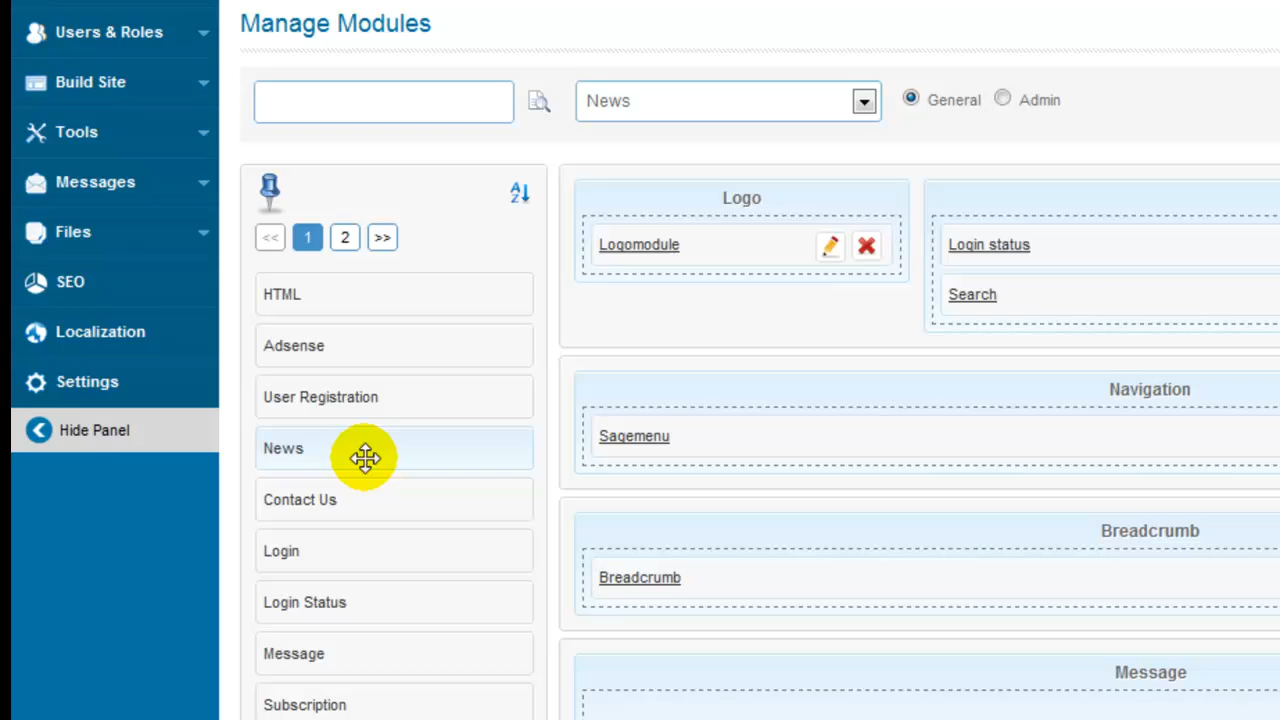 Users & Roles
Build Site
Tools
Messages
Files
SEO
Localization
Settings
Hide Panel
Manage Modules
News
General
Admin
A
Z
<<
1
2
>>
HTML
Adsense
User Registration
News
Contact Us
Login
Login Status
Message
Subscription
Logo
Logomodule
Login status
Search
Navigation
Sagemenu
Breadcrumb
Breadcrumb
Message